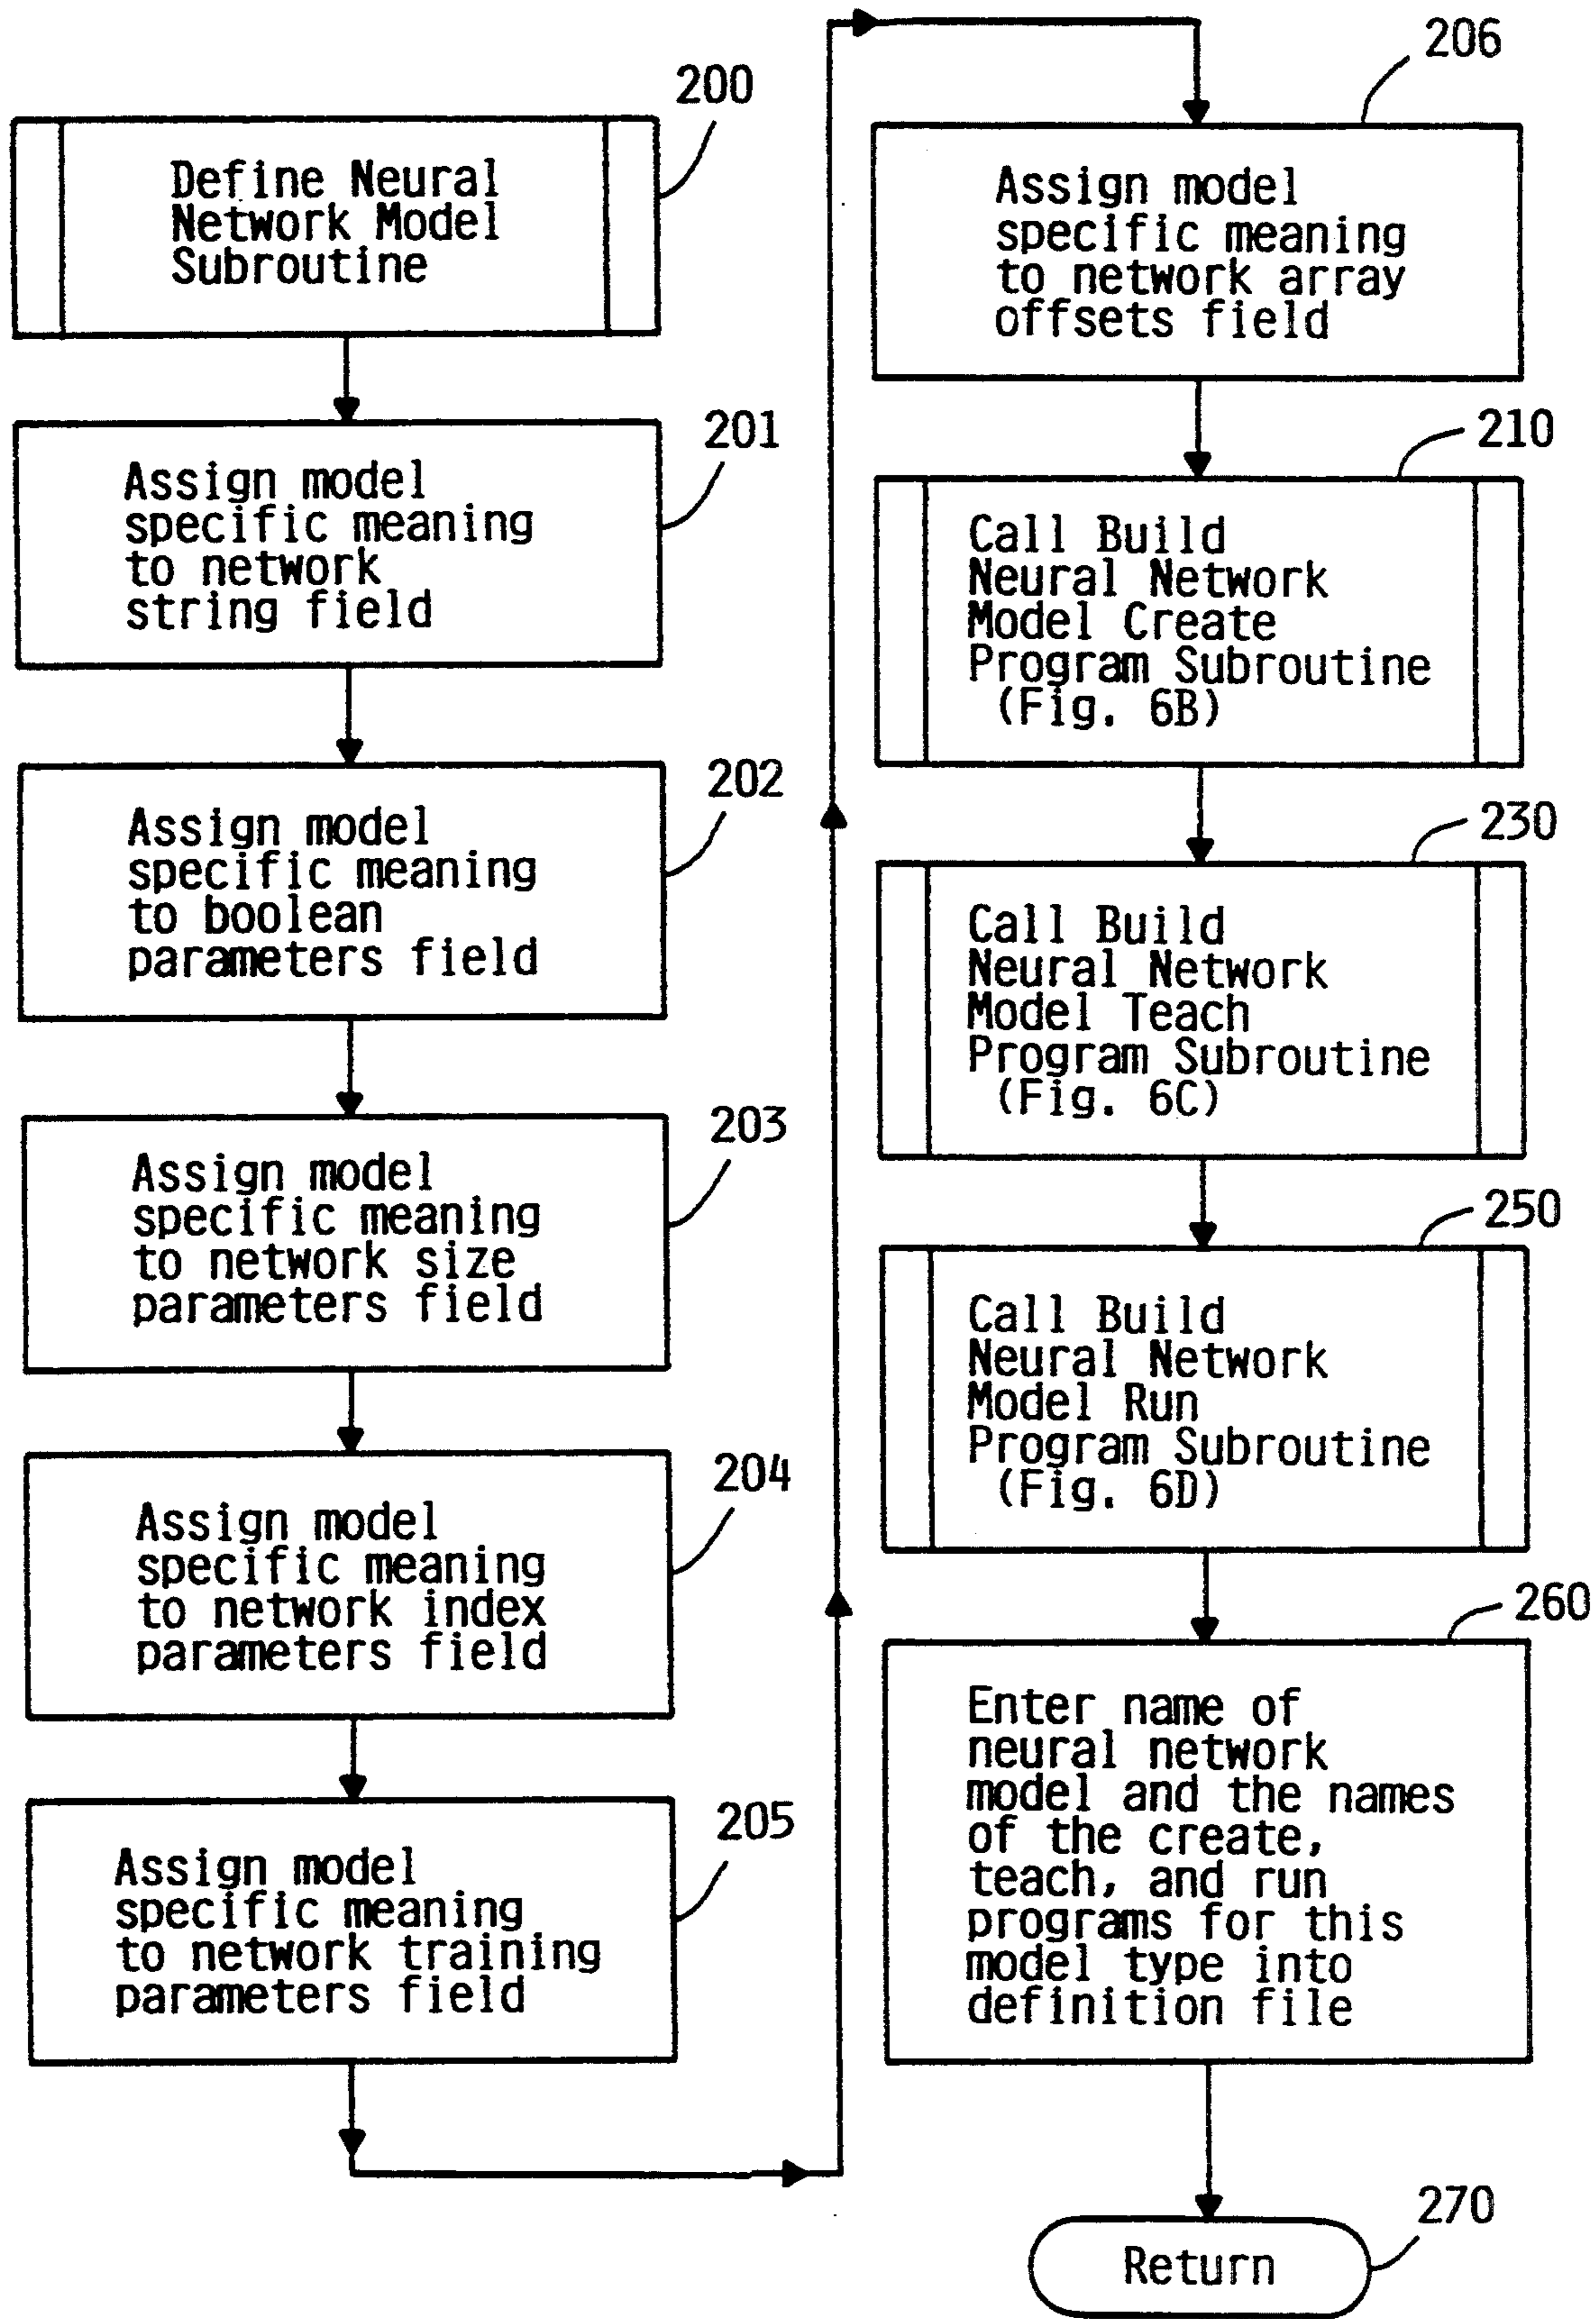 200
Define Neural
Network Model
Subroutine
201
Assign model
specific meaning
to network
string field
202
Assign model
specific meaning
to boolean
parameters field
203
Assign model
specific meaning
to network size
parameters field
204
Assign model
specific meaning
to network index
parameters field
205
Assign model
specific meaning
to network training
parameters field
206
Assign model
specific meaning
to network array
offsets field
210
Call Build
Neural Network
Model Create
Program Subroutine
(Fig. 6B)
230
Call Build
Neural Network
Model Teach
Program Subroutine
(Fig. 6C)
250
Call Build
Neural Network
Model Run
Program Subroutine
(Fig. 6D)
260
Enter name of
neural network
model and the names
of the create,
teach, and run
programs for this
model type into
definition file
270
Return